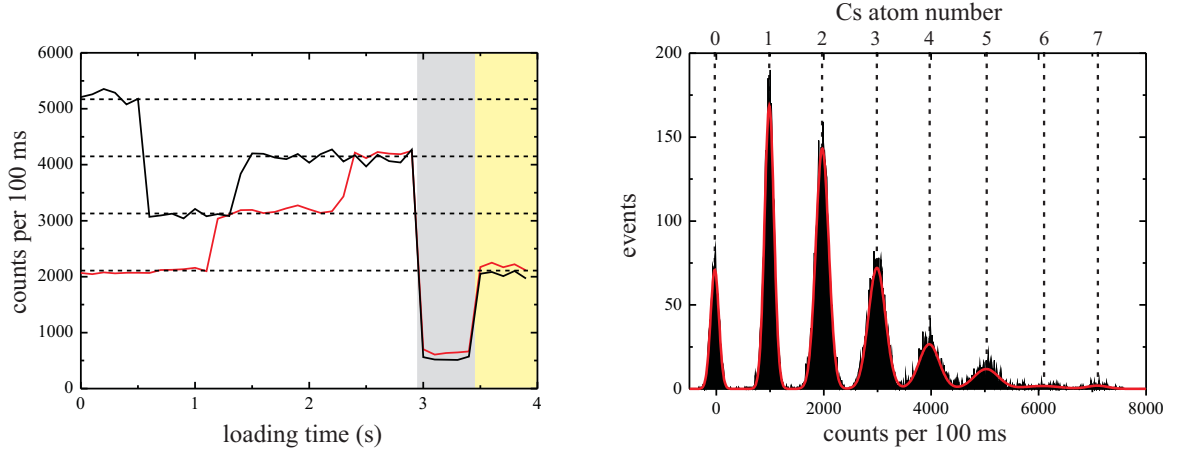 6000
5000
4000
3000
2000
1000
0
0 1 2 3 4
counts per 100 ms
loading time (s)
Cs atom number
0 1 2 3 4 5 6 7
200
150
100
50
0
events
0 2000 4000 6000 8000
counts per 100 ms